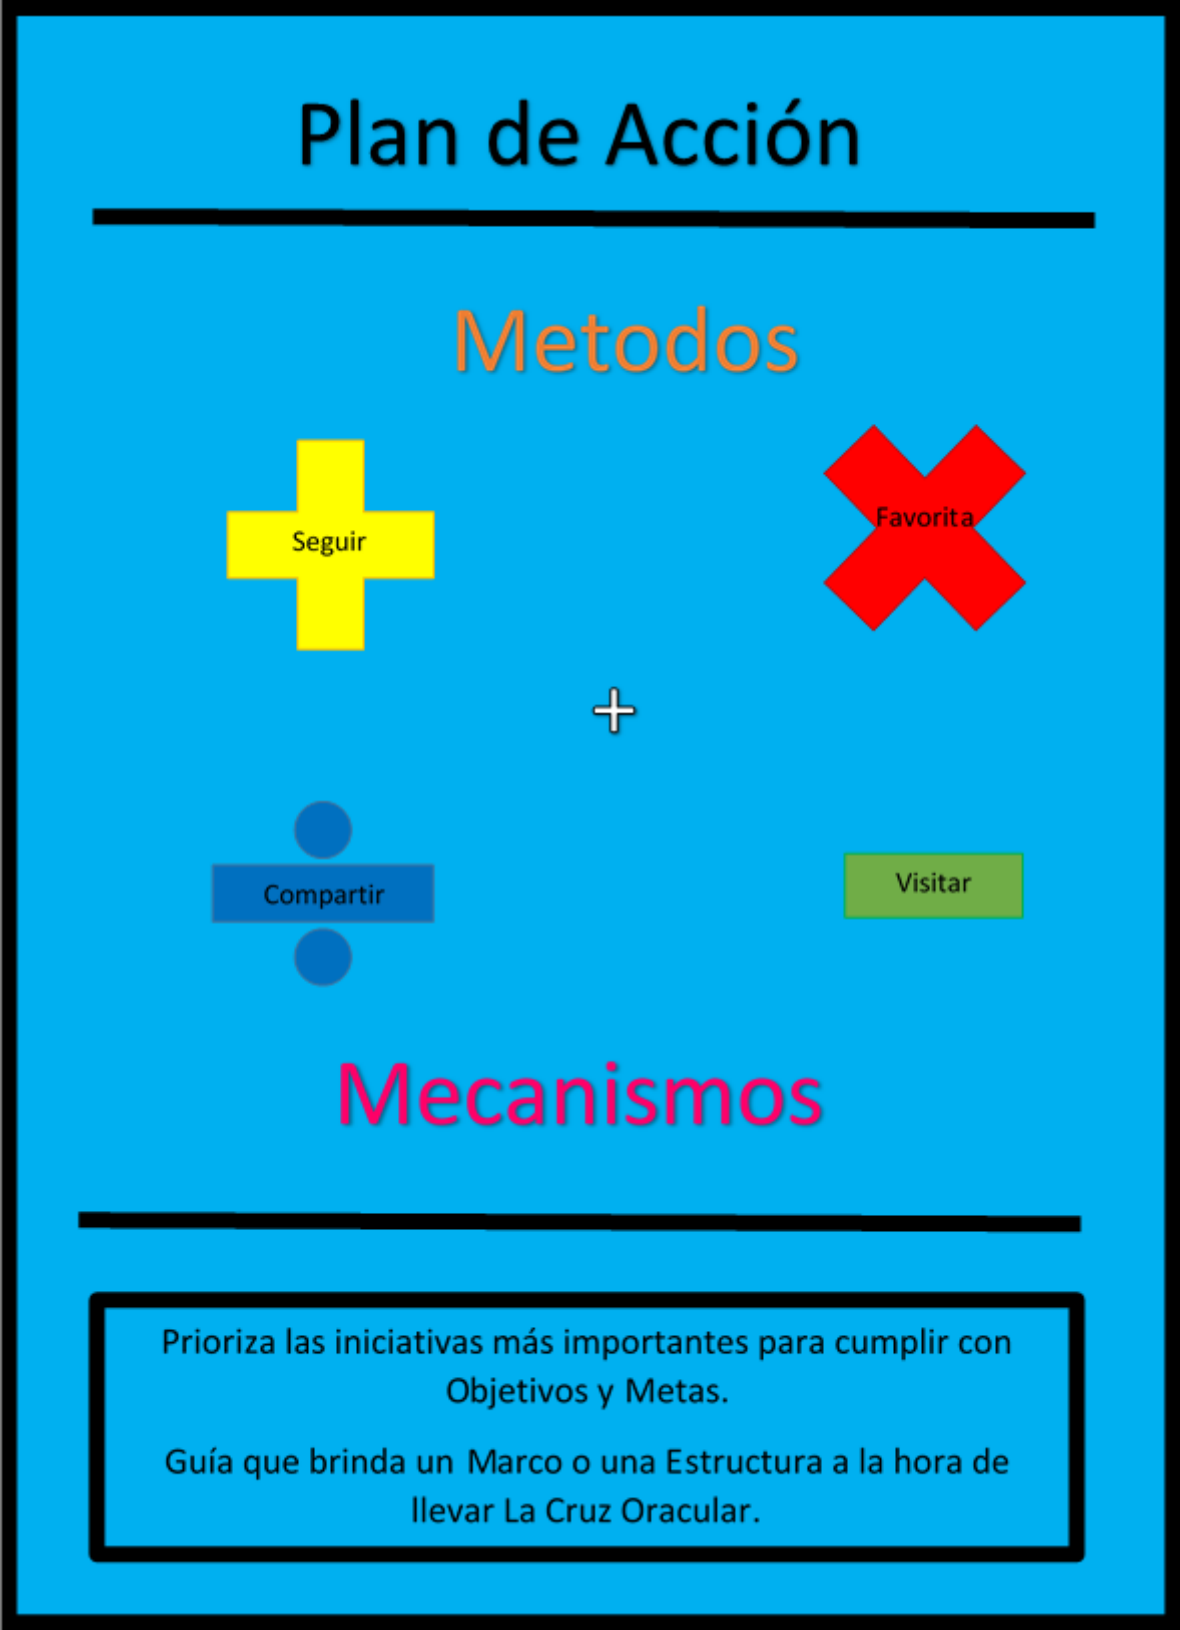 Plan de Acción
Metodos
Seguir
Favorita
+
Compartir
Visitar
Mecanismos
Prioriza las iniciativas más importantes para cumplir con
Objetivos y Metas.
Guía que brinda un Marco o una Estructura a la hora de
llevar La Cruz Oracular.